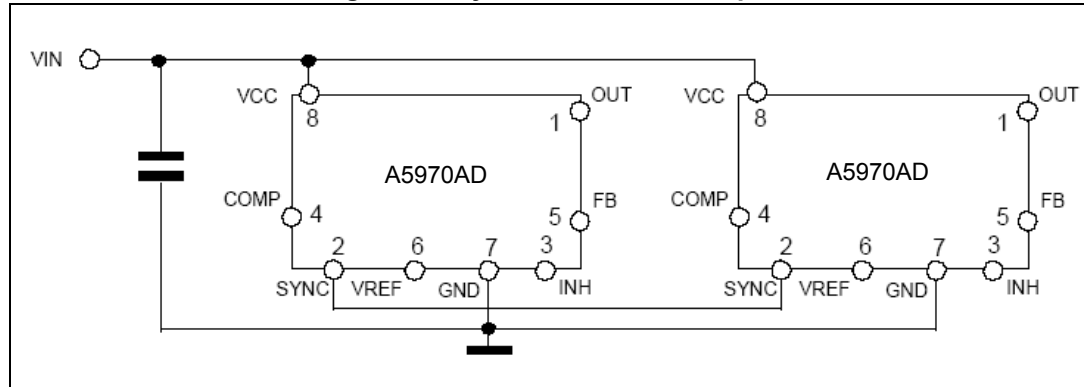 VIN
VCC
8
OUT
1
A5970AD
COMP
4
FB
5
2
6
7
3
SYNC
VREF
GND
INH
VCC
8
OUT
1
A5970AD
COMP
4
FB
5
2
6
7
3
SYNC
VREF
GND
INH